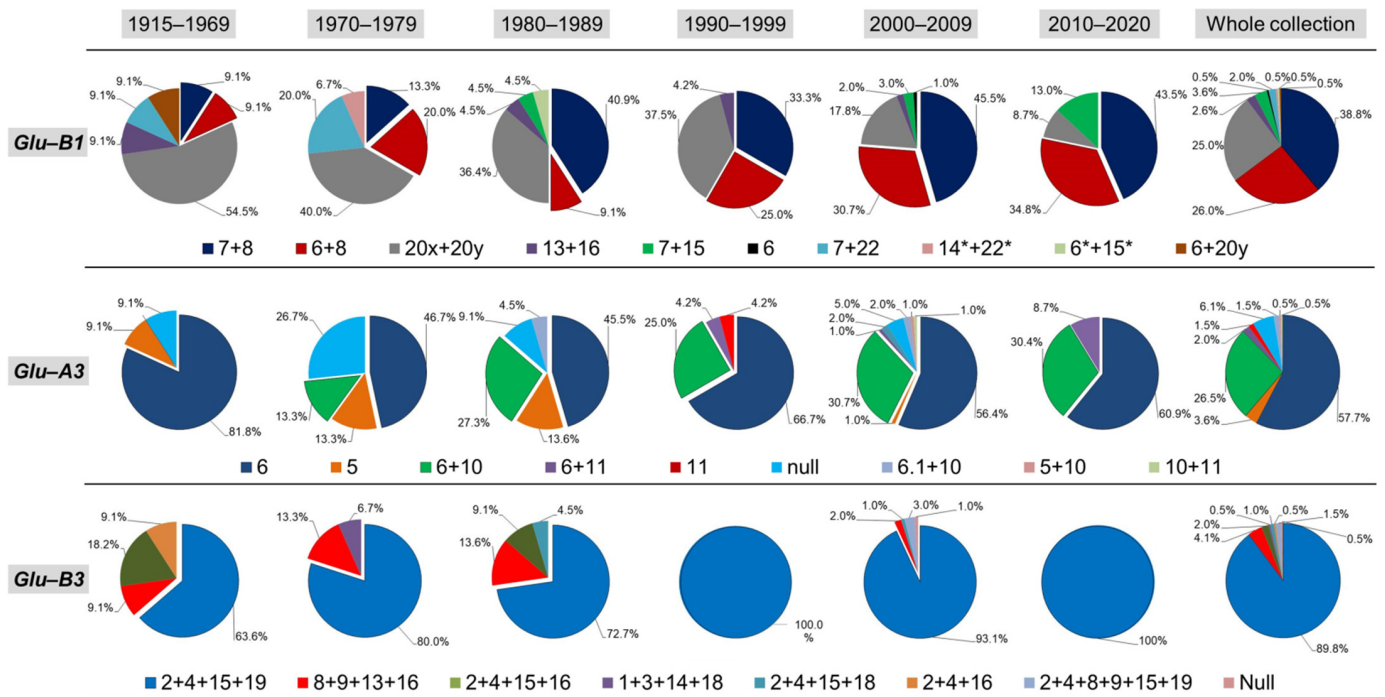 1915–1969 1970–1979 1980–1989 1990–1999 2000–2009 2010–2020 Whole collection
Glu–B1
9.1% 9.1% 9.1% 9.1% 9.1% 54.5%
6.7% 13.3% 20.0% 20.0% 40.0%
4.5% 4.5% 4.5% 40.9% 36.4% 9.1%
4.2% 33.3% 37.5% 25.0%
2.0% 3.0% 1.0% 45.5% 17.8% 30.7%
13.0% 43.5% 8.7% 34.8%
0.5% 2.0% 0.5% 0.5% 0.5% 3.6% 2.6% 38.8% 25.0% 26.0%
7+8 6+8 20x+20y 13+16 7+15 6 7+22 14*+22* 6*+15* 6+20y
Glu–A3
9.1% 9.1% 81.8%
26.7% 46.7% 13.3% 13.3%
4.5% 9.1% 45.5% 27.3% 13.6%
4.2% 4.2% 25.0% 66.7%
5.0% 2.0% 1.0% 1.0% 2.0% 1.0% 30.7% 1.0% 56.4%
8.7% 30.4% 60.9%
6.1% 1.5% 0.5% 0.5% 1.5% 2.0% 26.5% 3.6% 57.7%
6 5 6+10 6+11 11 null 6.1+10 5+10 10+11
Glu–B3
9.1% 18.2% 9.1% 63.6%
13.3% 6.7% 80.0%
9.1% 4.5% 13.6% 72.7%
100.0
%
1.0% 3.0% 1.0% 2.0% 93.1%
100%
0.5% 1.0% 0.5% 1.5% 2.0% 4.1% 0.5% 89.8%
2+4+15+19 8+9+13+16 2+4+15+16 1+3+14+18 2+4+15+18 2+4+16 2+4+8+9+15+19 Null